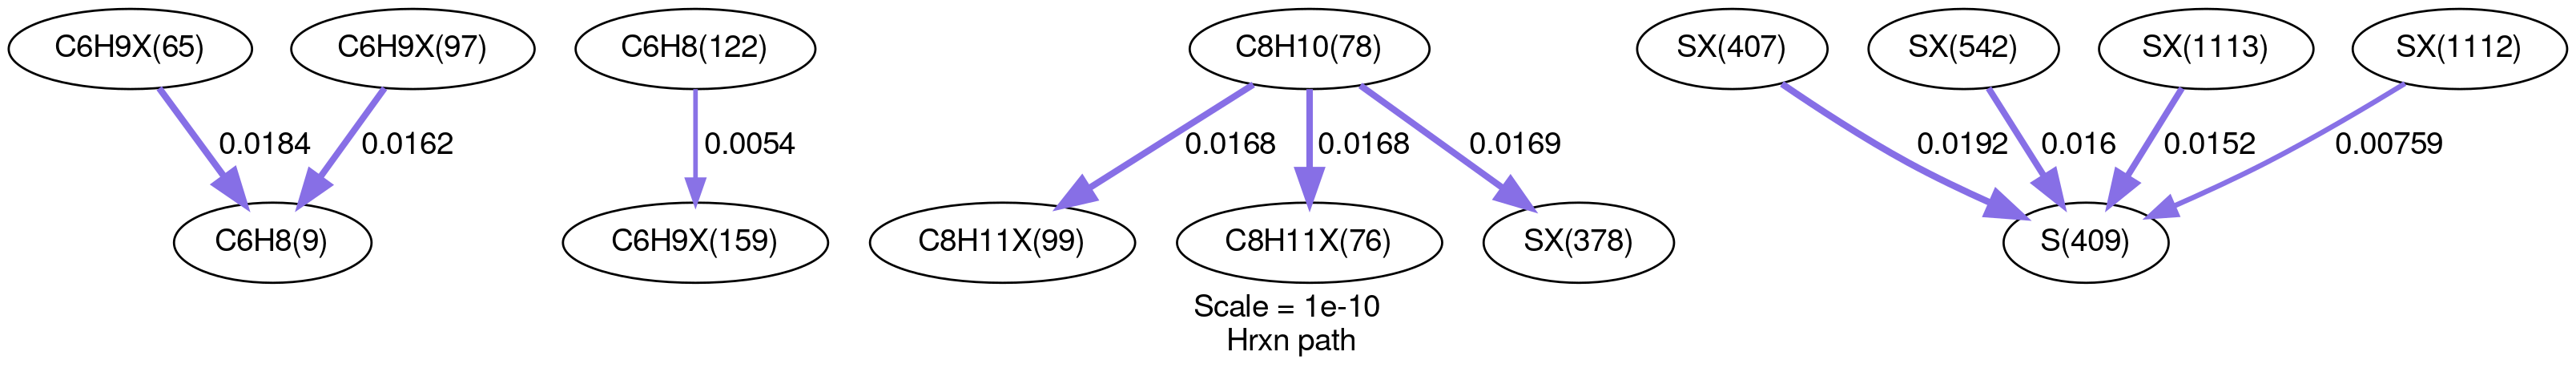 C6H9X(65)
C6H9X(97)
C6H8(122)
C8H10(78)
SX(407)
SX(542)
SX(1113)
SX(1112)
0.0184
0.0162
0.0054
0.0168
0.0168
0.0169
0.0192
0.016
0.0152
0.00759
C6H8(9)
C6H9X(159)
C8H11X(99)
C8H11X(76)
SX(378)
S(409)
Scale = 1e-10
Hrxn path